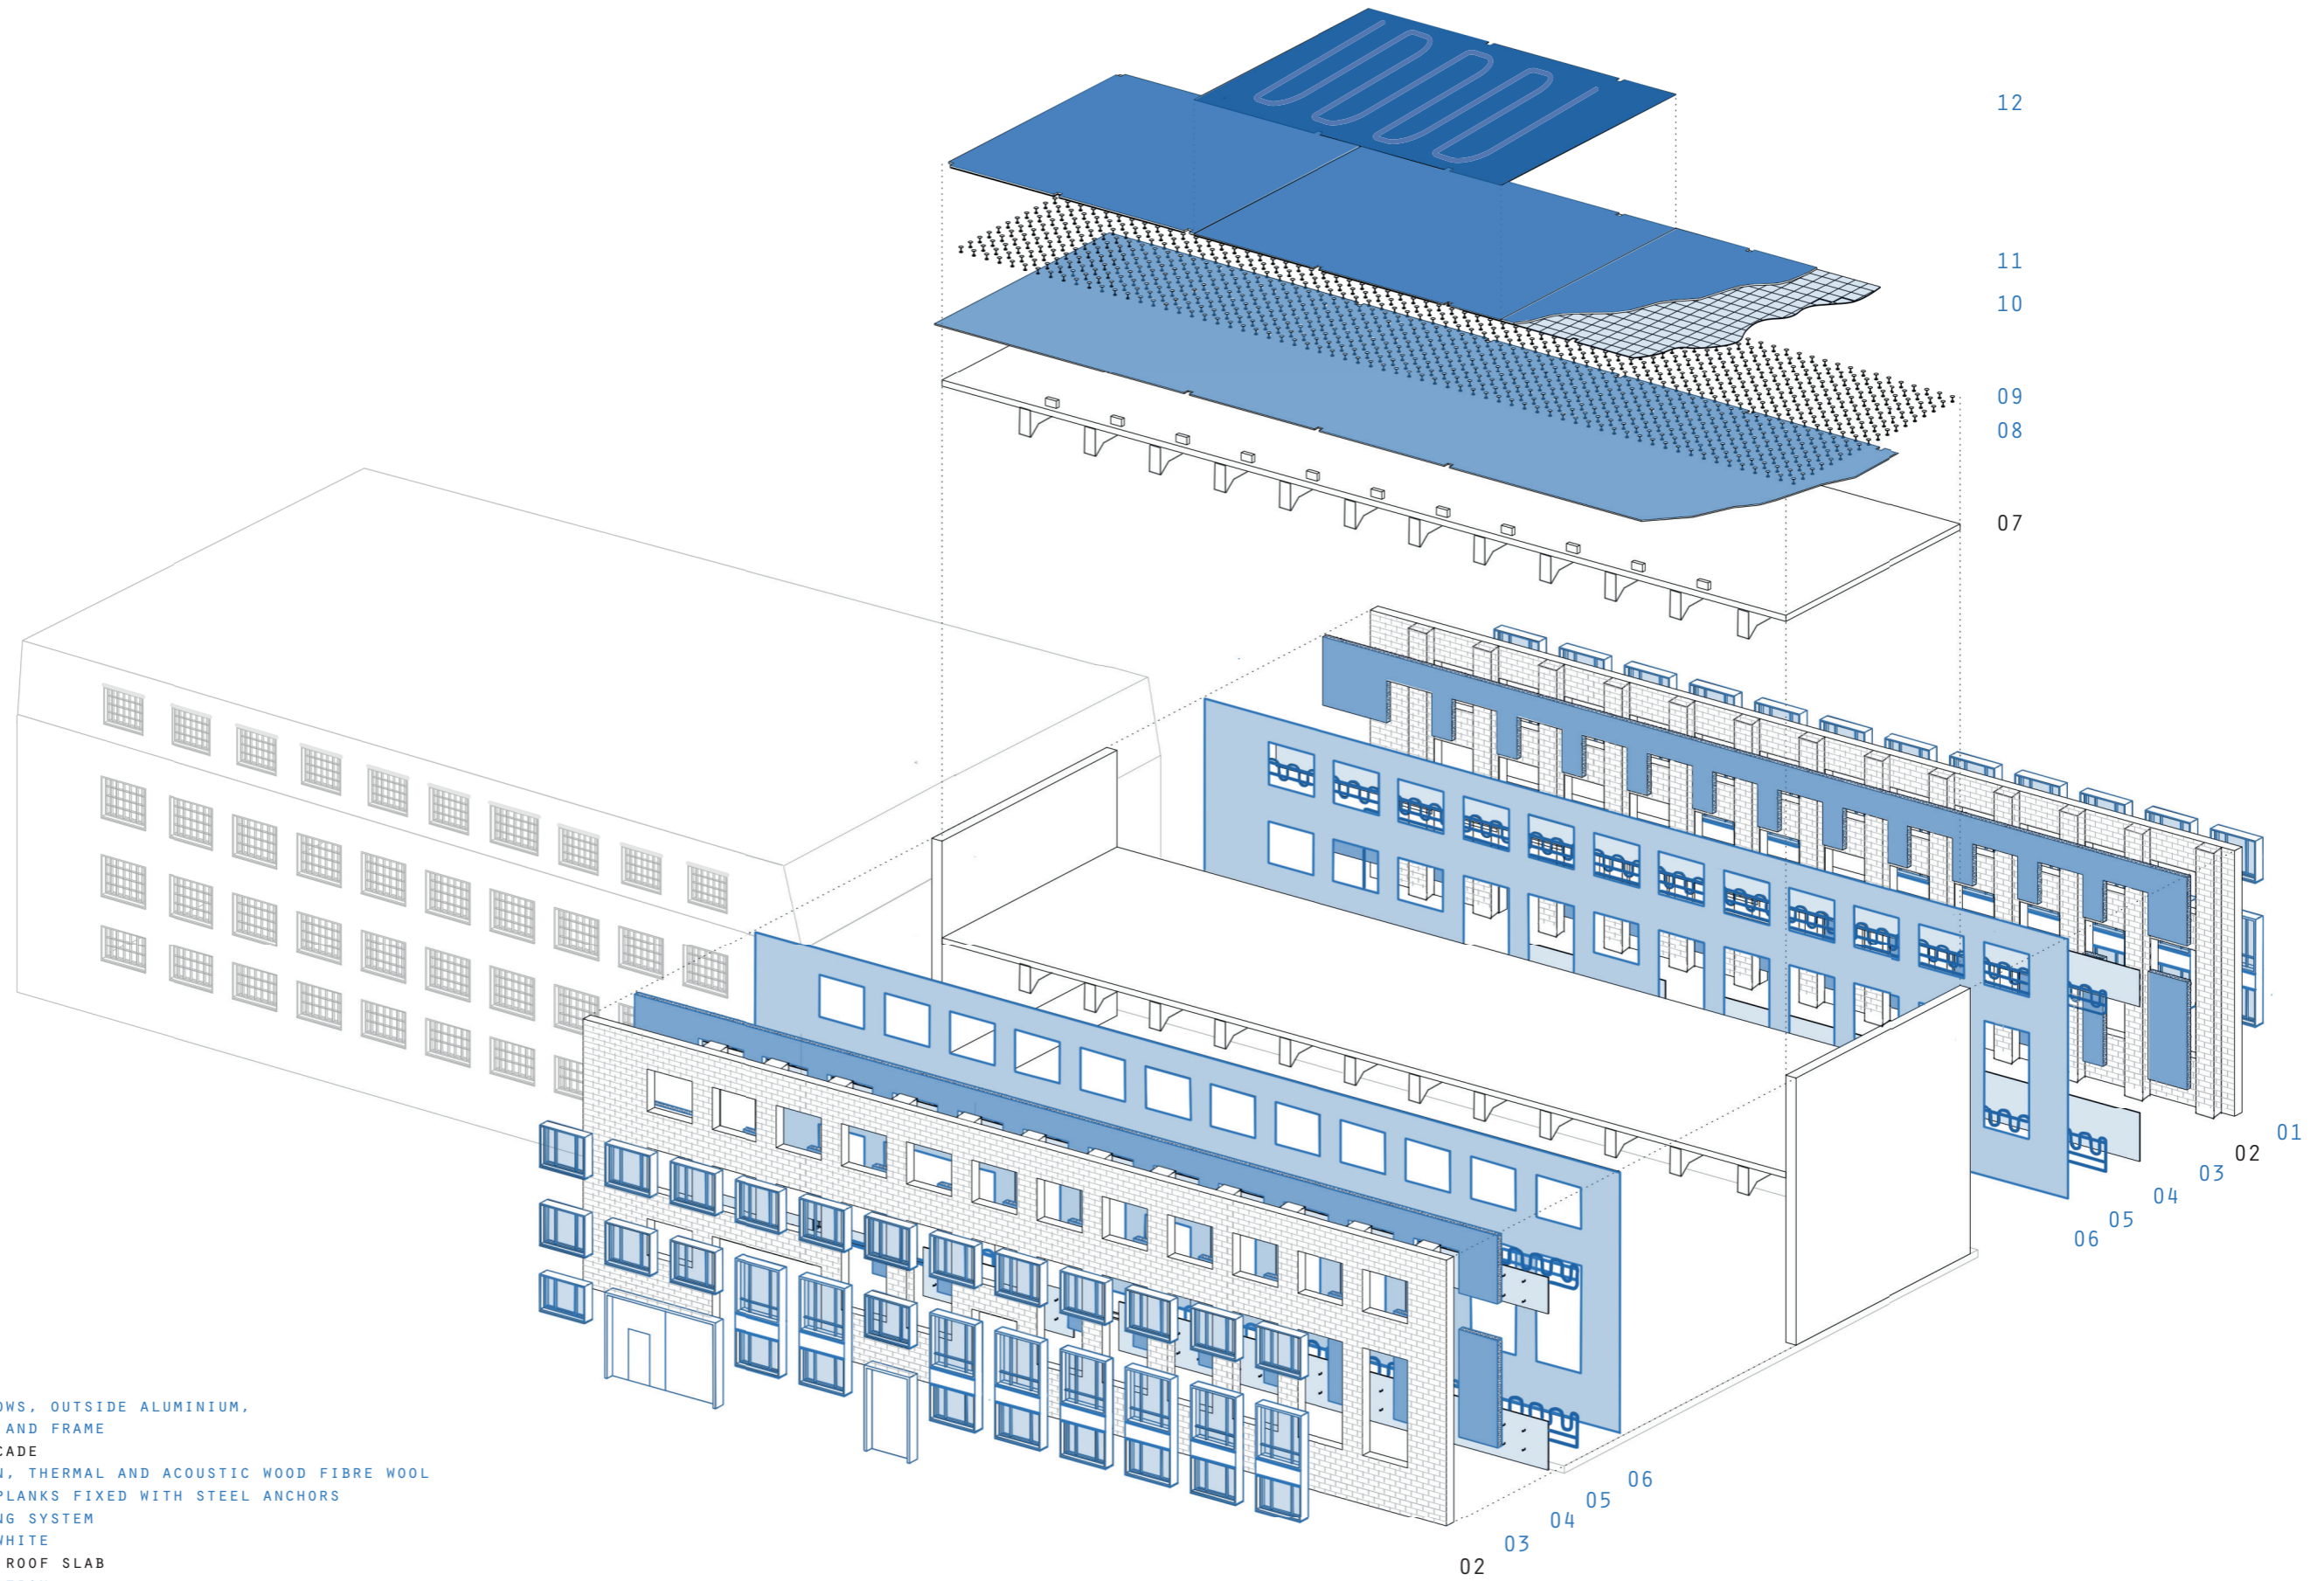 12
11
10
09
08
07
01
02
03
04
05
06
06
05
04
03
02
OWS, OUTSIDE ALUMINIUM,
AND FRAME
CADE
N, THERMAL AND ACOUSTIC WOOD FIBRE WOOL
PLANKS FIXED WITH STEEL ANCHORS
NG SYSTEM
WHITE
ROOF SLAB